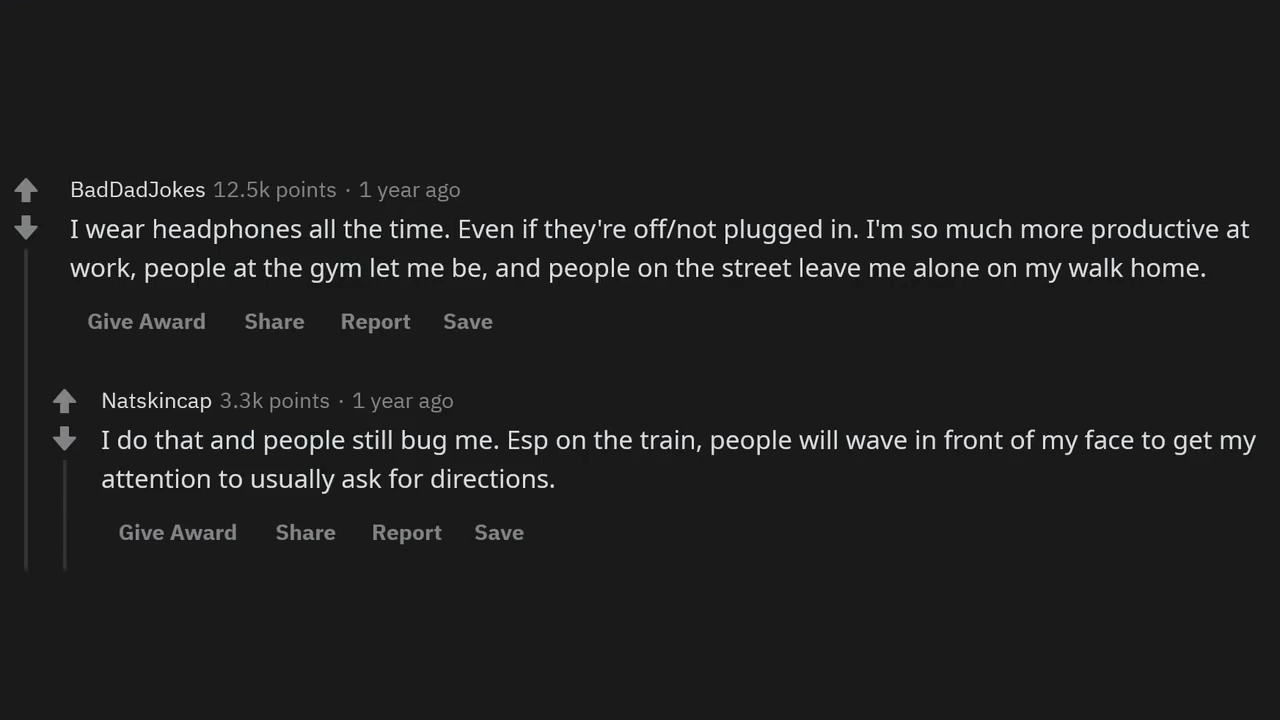 BadDadJokes 12.5k points · 1 year ago
I wear headphones all the time. Even if they're off/not plugged in. I'm so much more productive at
work, people at the gym let me be, and people on the street leave me alone on my walk home.
Give Award Share Report Save
Natskincap 3.3k points · 1 year ago
I do that and people still bug me. Esp on the train, people will wave in front of my face to get my
attention to usually ask for directions.
Give Award Share Report Save